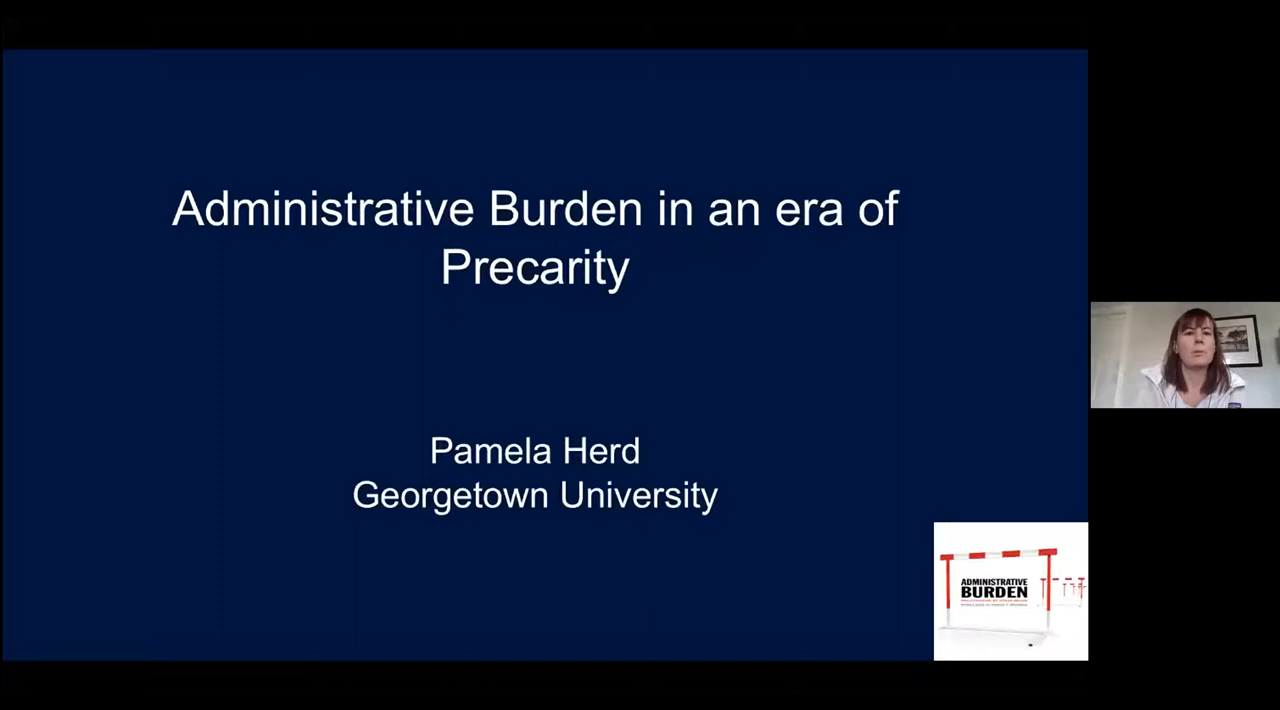 Administrative Burden in an era of
Precarity
Pamela Herd
Georgetown University
ADMINISTRATIVE
BURDEN